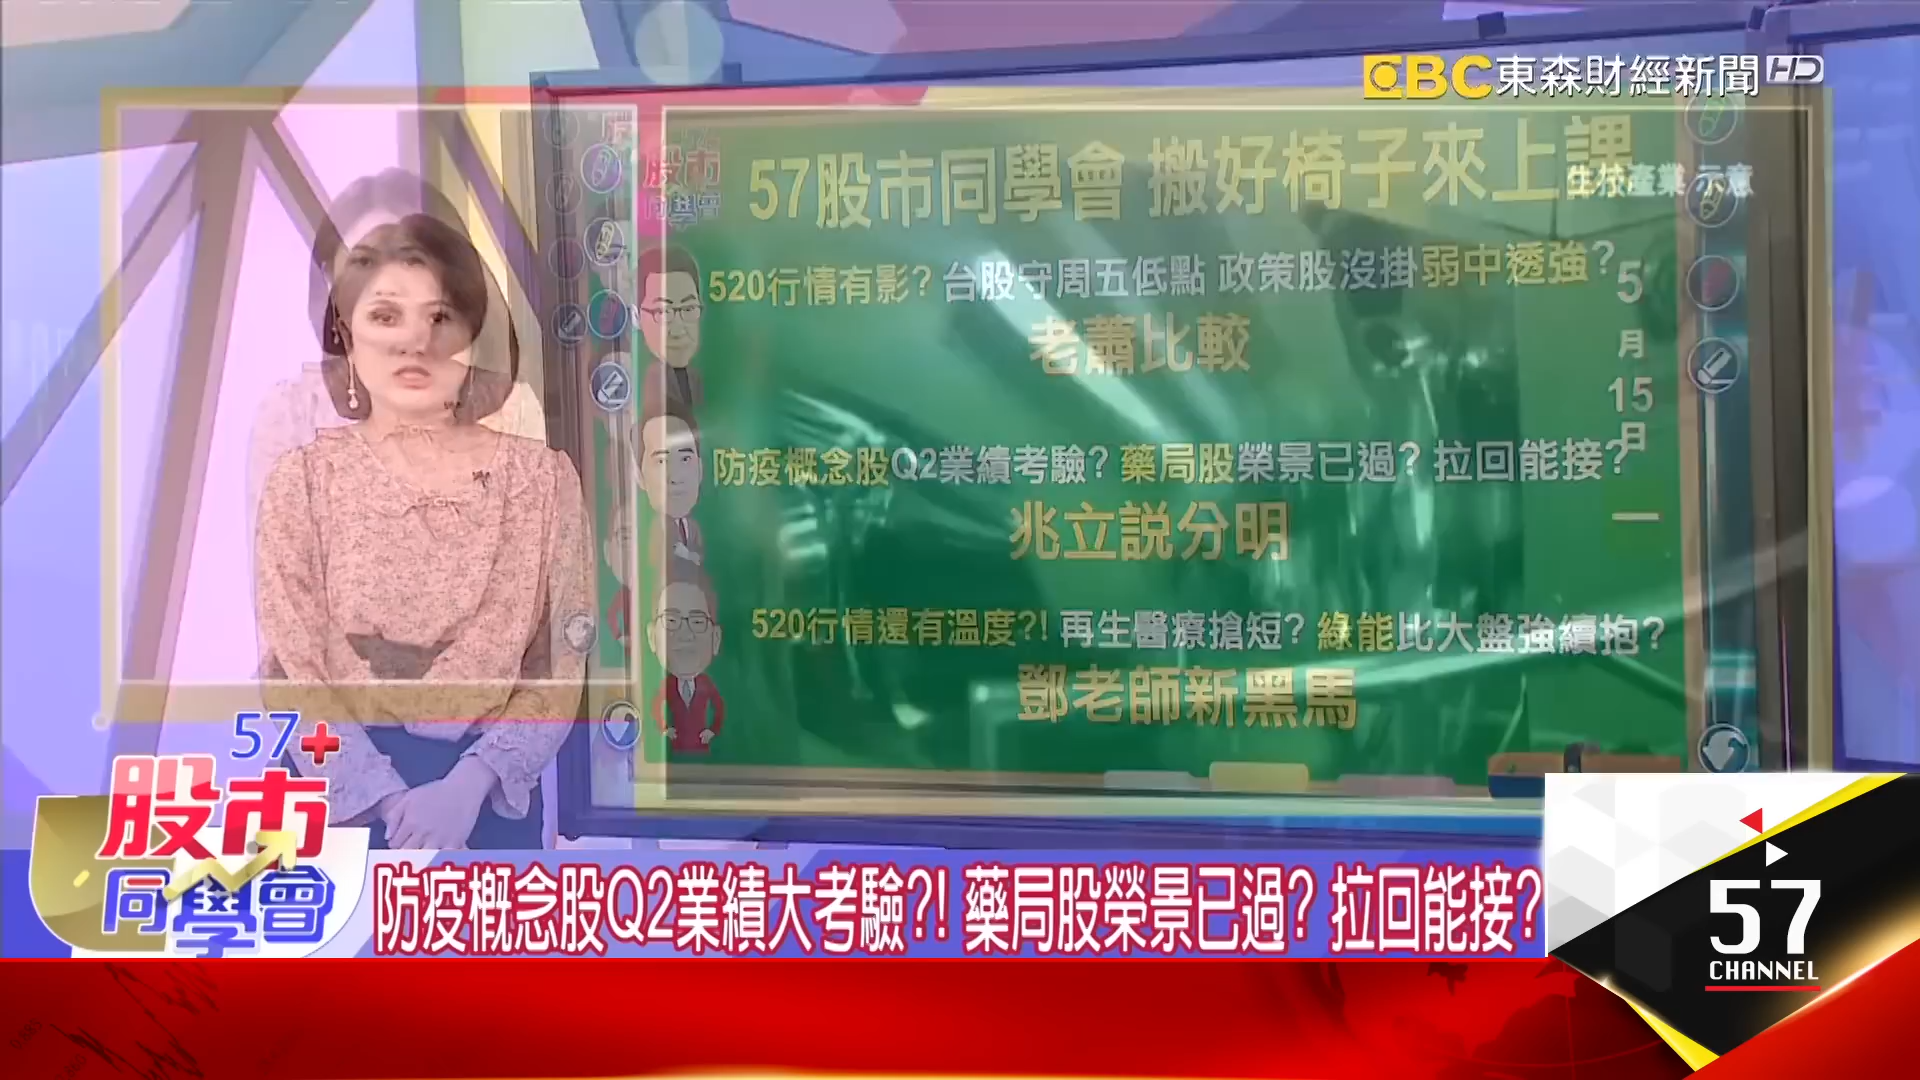 EBC東森財經新聞HD
57股市同學會 搬好椅子來上課
生技產業 示意
股市
同學會
520行情有影? 台股守周五低點 政策股沒掛弱中透強?
老蕭比較
5
月
15
日
一
防疫概念股Q2業績考驗? 藥局股榮景已過? 拉回能接?
兆立説分明
520行情還有溫度?! 再生醫療搶短? 綠能比大盤強續抱?
鄧老師新黑馬
57+
股市
同學會
防疫概念股Q2業績大考驗?! 藥局股榮景已過? 拉回能接?
57
CHANNEL